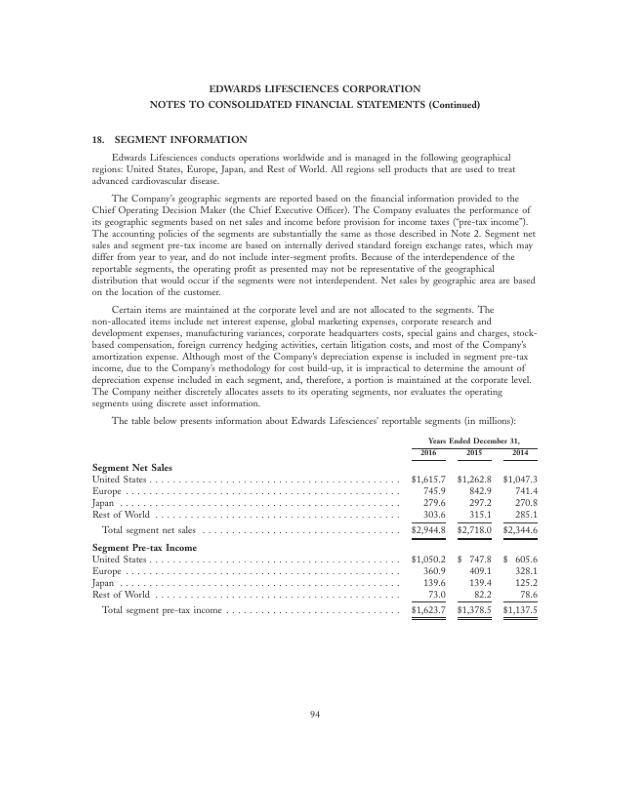 EDWARDS LIFESCIENCES CORPORATION
NOTES TO CONSOLIDATED FINANCIAL STATEMENTS (Continued)
18. SEGMENT INFORMATION
Edwards Lifesciences conducts operations worldwide and is managed in the following geographical
regions: United States, Europe, Japan, and Rest of World. All regions sell products that are used to treat
advanced cardiovascular disease.
The Company's geographic segments are reported based on the financial information provided to the
Chief Operating Decision Maker (the Chief Executive Officer). The Company evaluates the performance of
its geographic segments based on net sales and income before provision for income taxes ("pre-tax income").
The accounting policies of the segments are substantially the same as those described in Note 2. Segment net
sales and segment pre-tax income are based on internally derived standard foreign exchange rates, which may
differ from year to year, and do not include inter-segment profits. Because of the interdependence of the
reportable segments, the operating profit as presented may not be representative of the geographical
distribution that would occur if the segments were not interdependent. Net sales by geographic area are based
on the location of the customer.
Certain items are maintained at the corporate level and are not allocated to the segments. The
non-allocated items include net interest expense, global marketing expenses, corporate research and
development expenses, manufacturing variances, corporate headquarters costs, special gains and charges, stock-
based compensation, foreign currency hedging activities, certain litigation costs, and most of the Company's
amortization expense. Although most of the Company's depreciation expense is included in segment pre-tax
income, due to the Company's methodology for cost build-up, it is impractical to determine the amount of
depreciation expense included in each segment, and, therefore, a portion is maintained at the corporate level.
The Company neither discretely allocates assets to its operating segments, nor evaluates the operating
segments using discrete asset information.
The table below presents information about Edwards Lifesciences' reportable segments (in millions):
Years Ended December 31,
2016 2015 2014
Segment Net Sales
United States . . . . . . . . . . . . . . . . . . . . $1,615.7 $1,262.8 $1,047.3
Europe . . . . . . . . . . . . . . . . . . . . 745.9 842.9 741.4
Japan . . . . . . . . . . . . . . . . . . . . 279.6 297.2 270.8
Rest of World . . . . . . . . . . . . . . . . . . . . 303.6 315.1 285.1
Total segment net sales . . . . . . . . . . . . . . . . . . . . $2,944.8 $2,718.0 $2,344.6
Segment Pre-tax Income
United States . . . . . . . . . . . . . . . . . . . . $1,050.2 $ 747.8 $ 605.6
Europe . . . . . . . . . . . . . . . . . . . . 360.9 409.1 328.1
Japan . . . . . . . . . . . . . . . . . . . . 139.6 139.4 125.2
Rest of World . . . . . . . . . . . . . . . . . . . . 73.0 82.2 78.6
Total segment pre-tax income . . . . . . . . . . . . . . . . . . . . $1,623.7 $1,378.5 $1,137.5
94